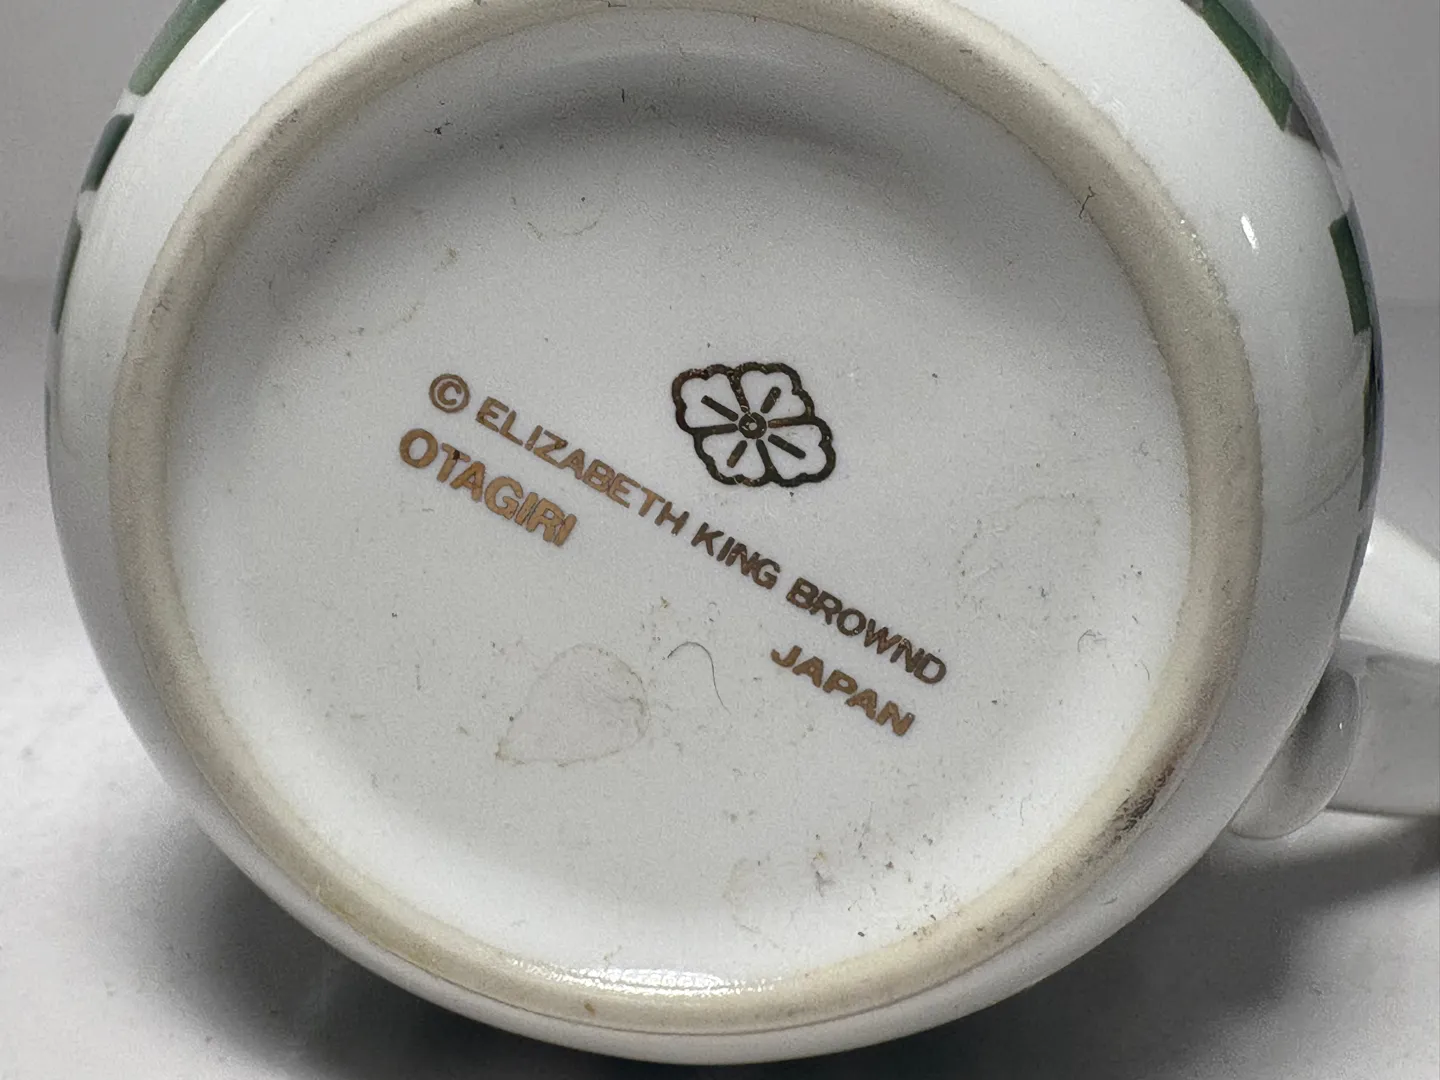 © ELIZABETH KING BROWND
OTAGIRI
JAPAN